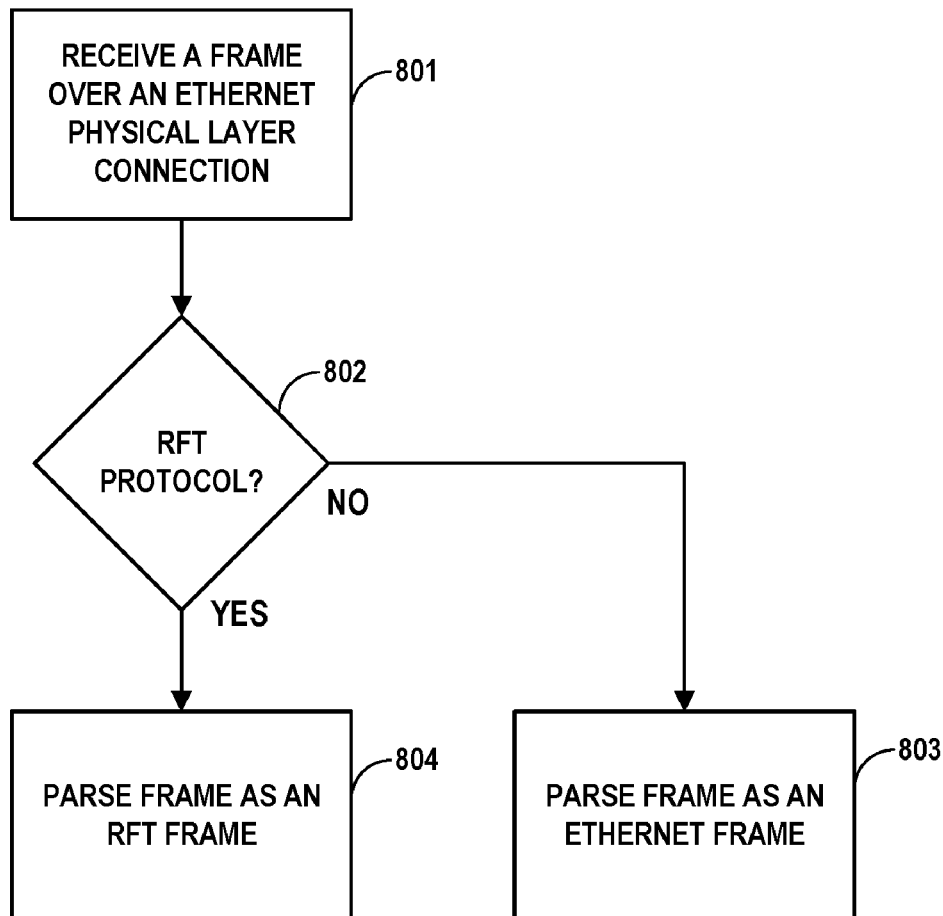 RECEIVE A FRAME
OVER AN ETHERNET
PHYSICAL LAYER
CONNECTION
801
802
RFT
PROTOCOL?
NO
YES
PARSE FRAME AS AN
RFT FRAME
804
PARSE FRAME AS AN
ETHERNET FRAME
803